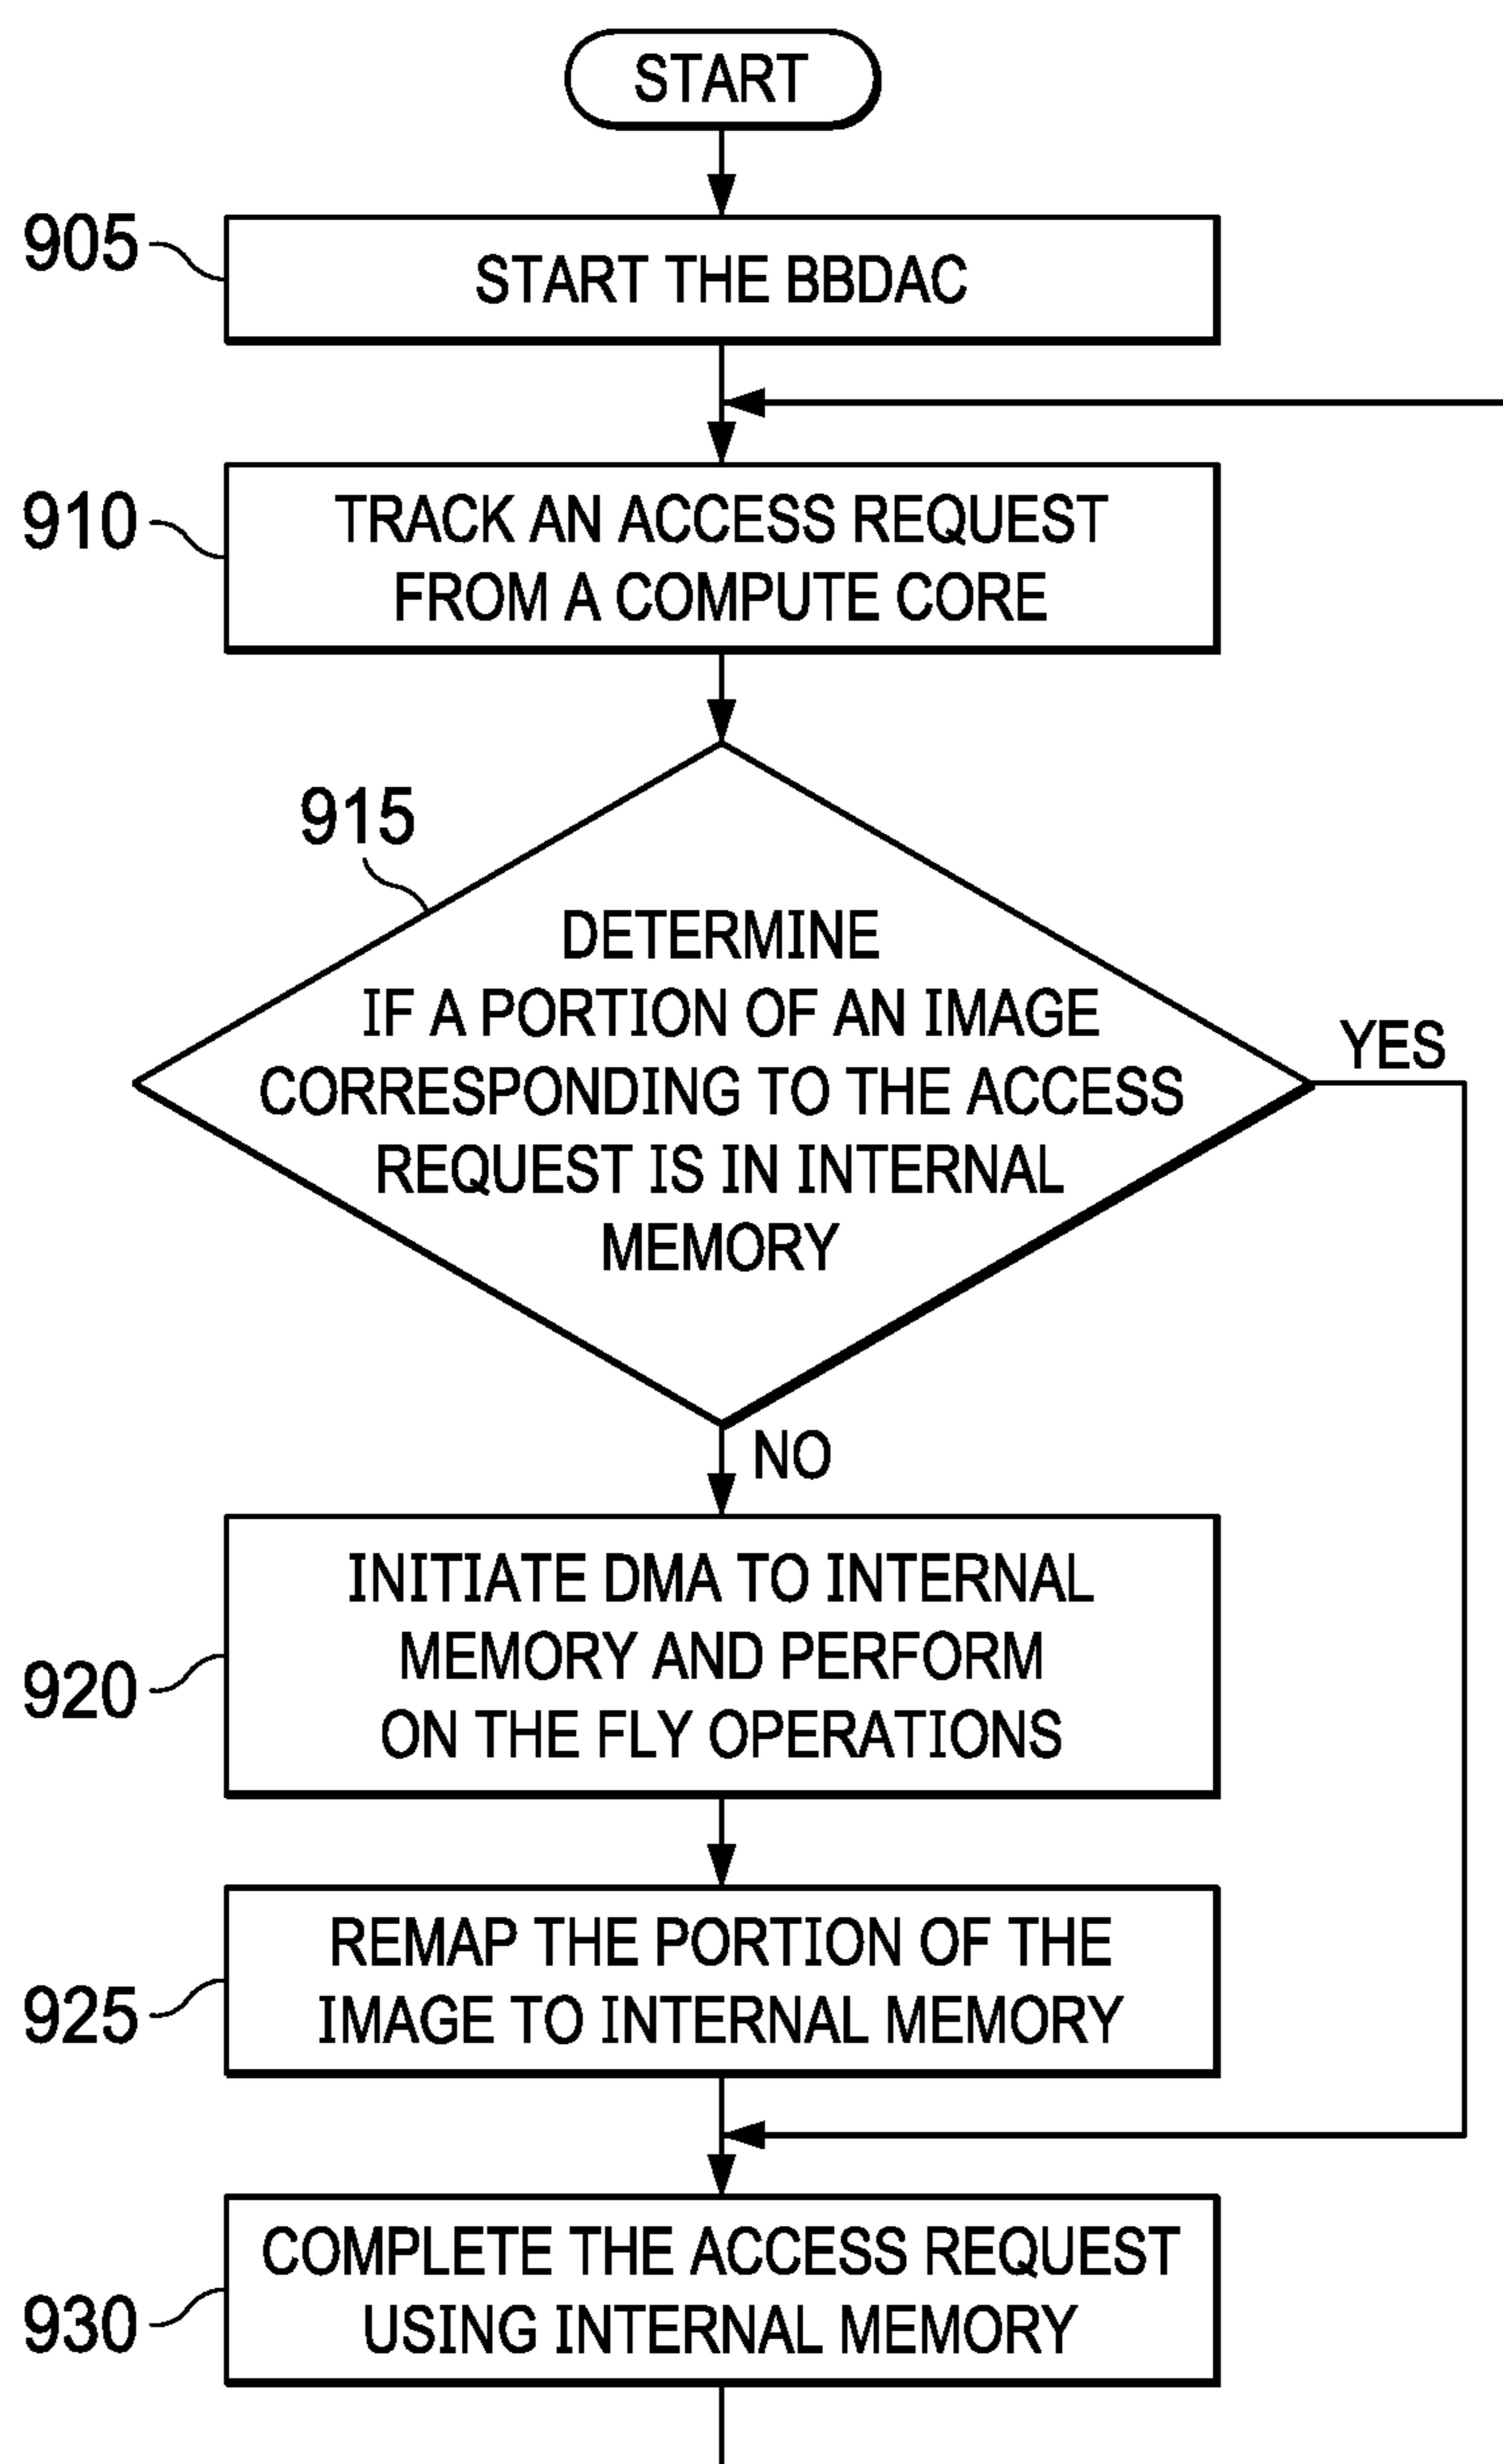 START
905
START THE BBDAC
910
TRACK AN ACCESS REQUEST
FROM A COMPUTE CORE
915
DETERMINE
IF A PORTION OF AN IMAGE
CORRESPONDING TO THE ACCESS
REQUEST IS IN INTERNAL
MEMORY
YES
NO
920
INITIATE DMA TO INTERNAL
MEMORY AND PERFORM
ON THE FLY OPERATIONS
925
REMAP THE PORTION OF THE
IMAGE TO INTERNAL MEMORY
930
COMPLETE THE ACCESS REQUEST
USING INTERNAL MEMORY